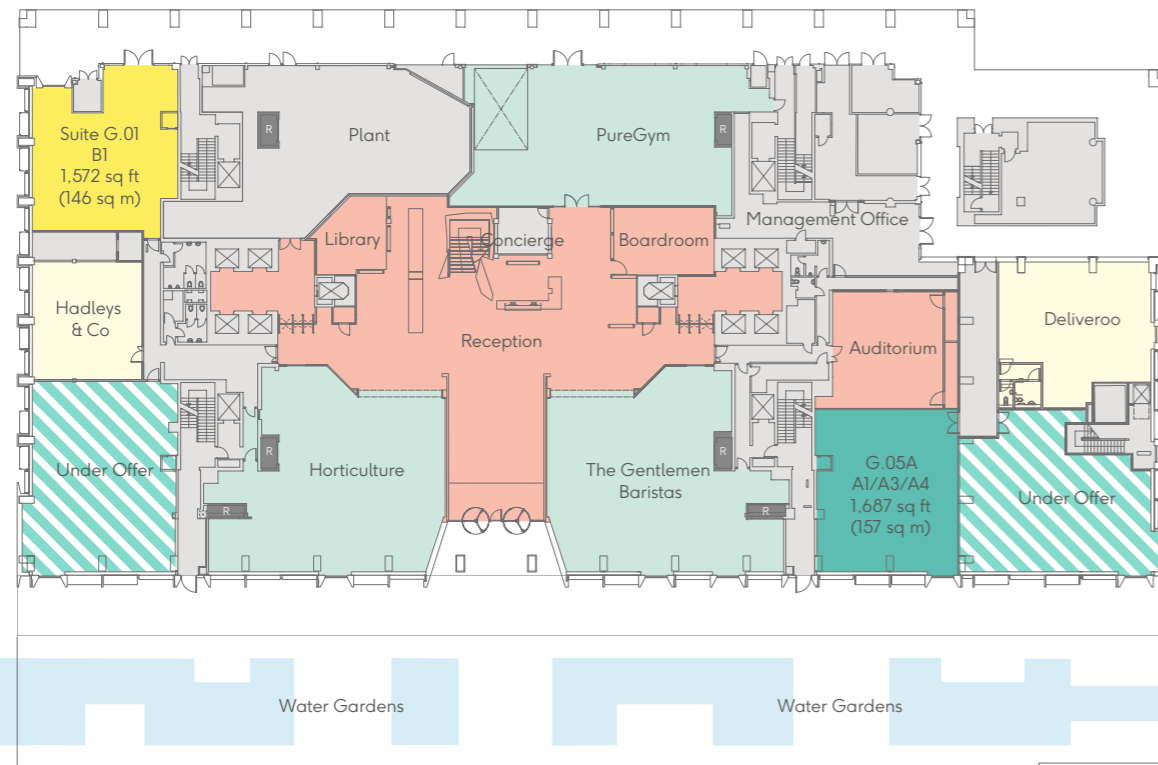 Suite G.01
B1
1,572 sq ft
(146 sq m)
R
Plant
PureGym
R
Management Office
Library
Concierge
Boardroom
Hadleys
& Co
Reception
Auditorium
Deliveroo
Under Offer
R
Horticulture
R
The Gentlemen
Baristas
R
R
G.05A
A1/A3/A4
1,687 sq ft
(157 sq m)
Under Offer
Water Gardens
Water Gardens